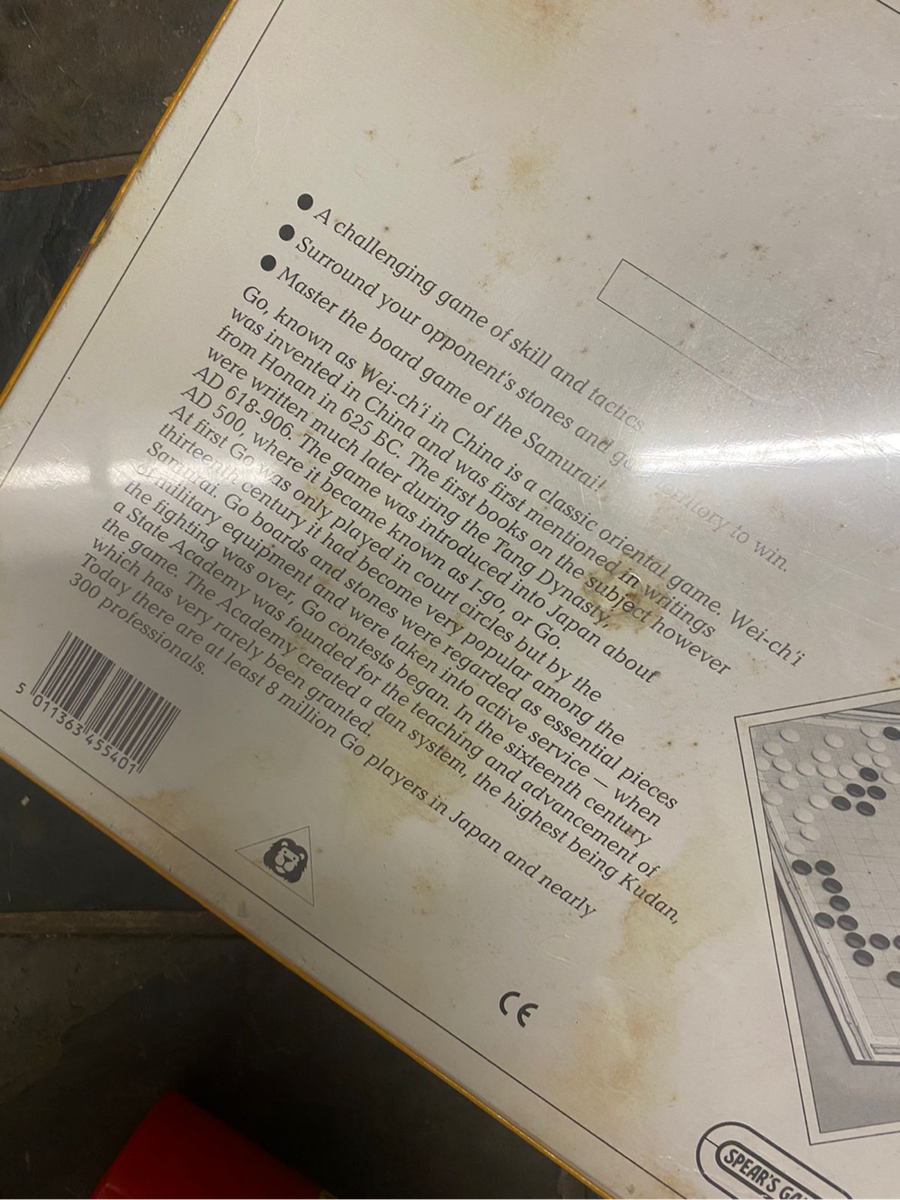 ● A challenging game of skill and tactics
● Surround your opponent's stones and territory to win.
● Master the board game of the Samurai!
Go, known as Wei-ch'i in China is a classic oriental game. Wei-ch'i
was invented in China and was first mentioned in writings
from Honan in 625 BC. The first books on the subject however
were written much later during the Tang Dynasty,
AD 618-906. The game was introduced into Japan about
AD 500, where it became known as I-go, or Go.
At first Go was only played in court circles but by the
thirteenth century it had become very popular among the
Samurai. Go boards and stones were regarded as essential pieces
of military equipment and were taken into active service — when
the fighting was over, Go contests began. In the sixteenth century
a State Academy was founded for the teaching and advancement of
the game. The Academy created a dan system, the highest being Kudan,
which has very rarely been granted.
Today there are at least 8 million Go players in Japan and nearly
300 professionals.
5 011363 455401
CE
SPEAR'S